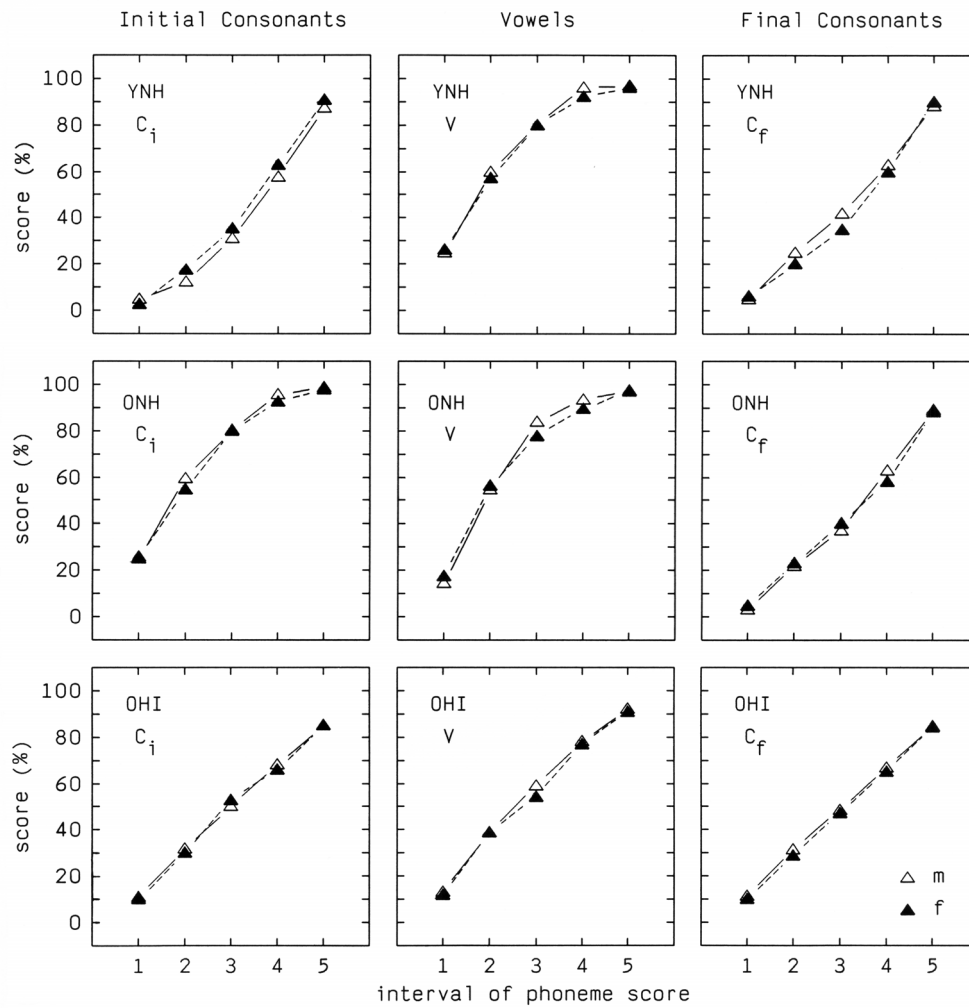 Initial Consonants
Vowels
Final Consonants
score (%)
100
80
60
40
20
0
YNH
Ci
YNH
V
YNH
Cf
score (%)
100
80
60
40
20
0
ONH
Ci
ONH
V
ONH
Cf
score (%)
100
80
60
40
20
0
OHI
Ci
OHI
V
OHI
Cf
m
f
1 2 3 4 5
1 2 3 4 5
1 2 3 4 5
interval of phoneme score